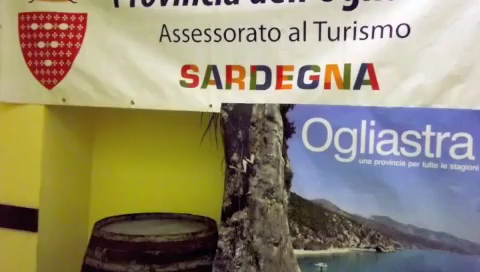 Provincia dell'Ogliastra
Assessorato al Turismo
SARDEGNA
Ogliastra
una provincia per tutte le stagioni